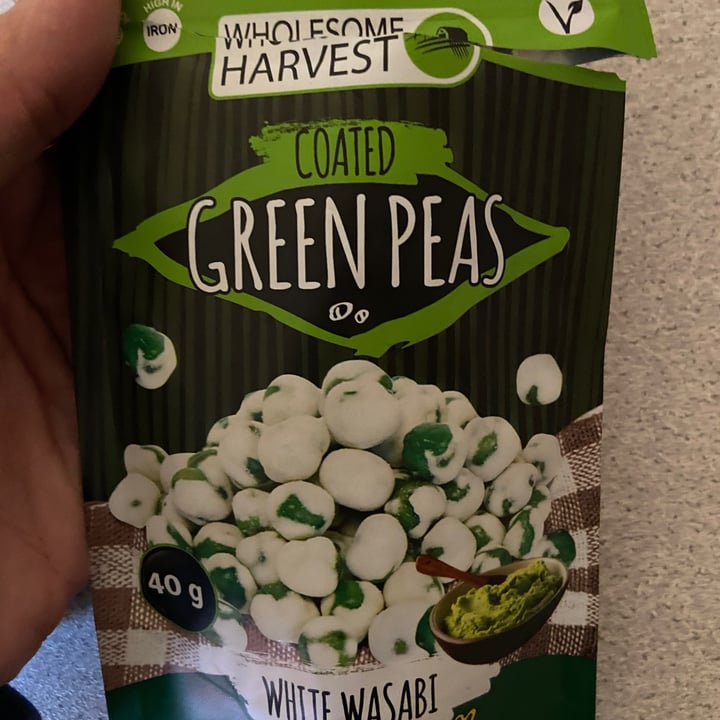 HIGH IN
IRON
WHOLESOME
HARVEST
V
COATED
GREEN PEAS
40 g
WHITE WASABI